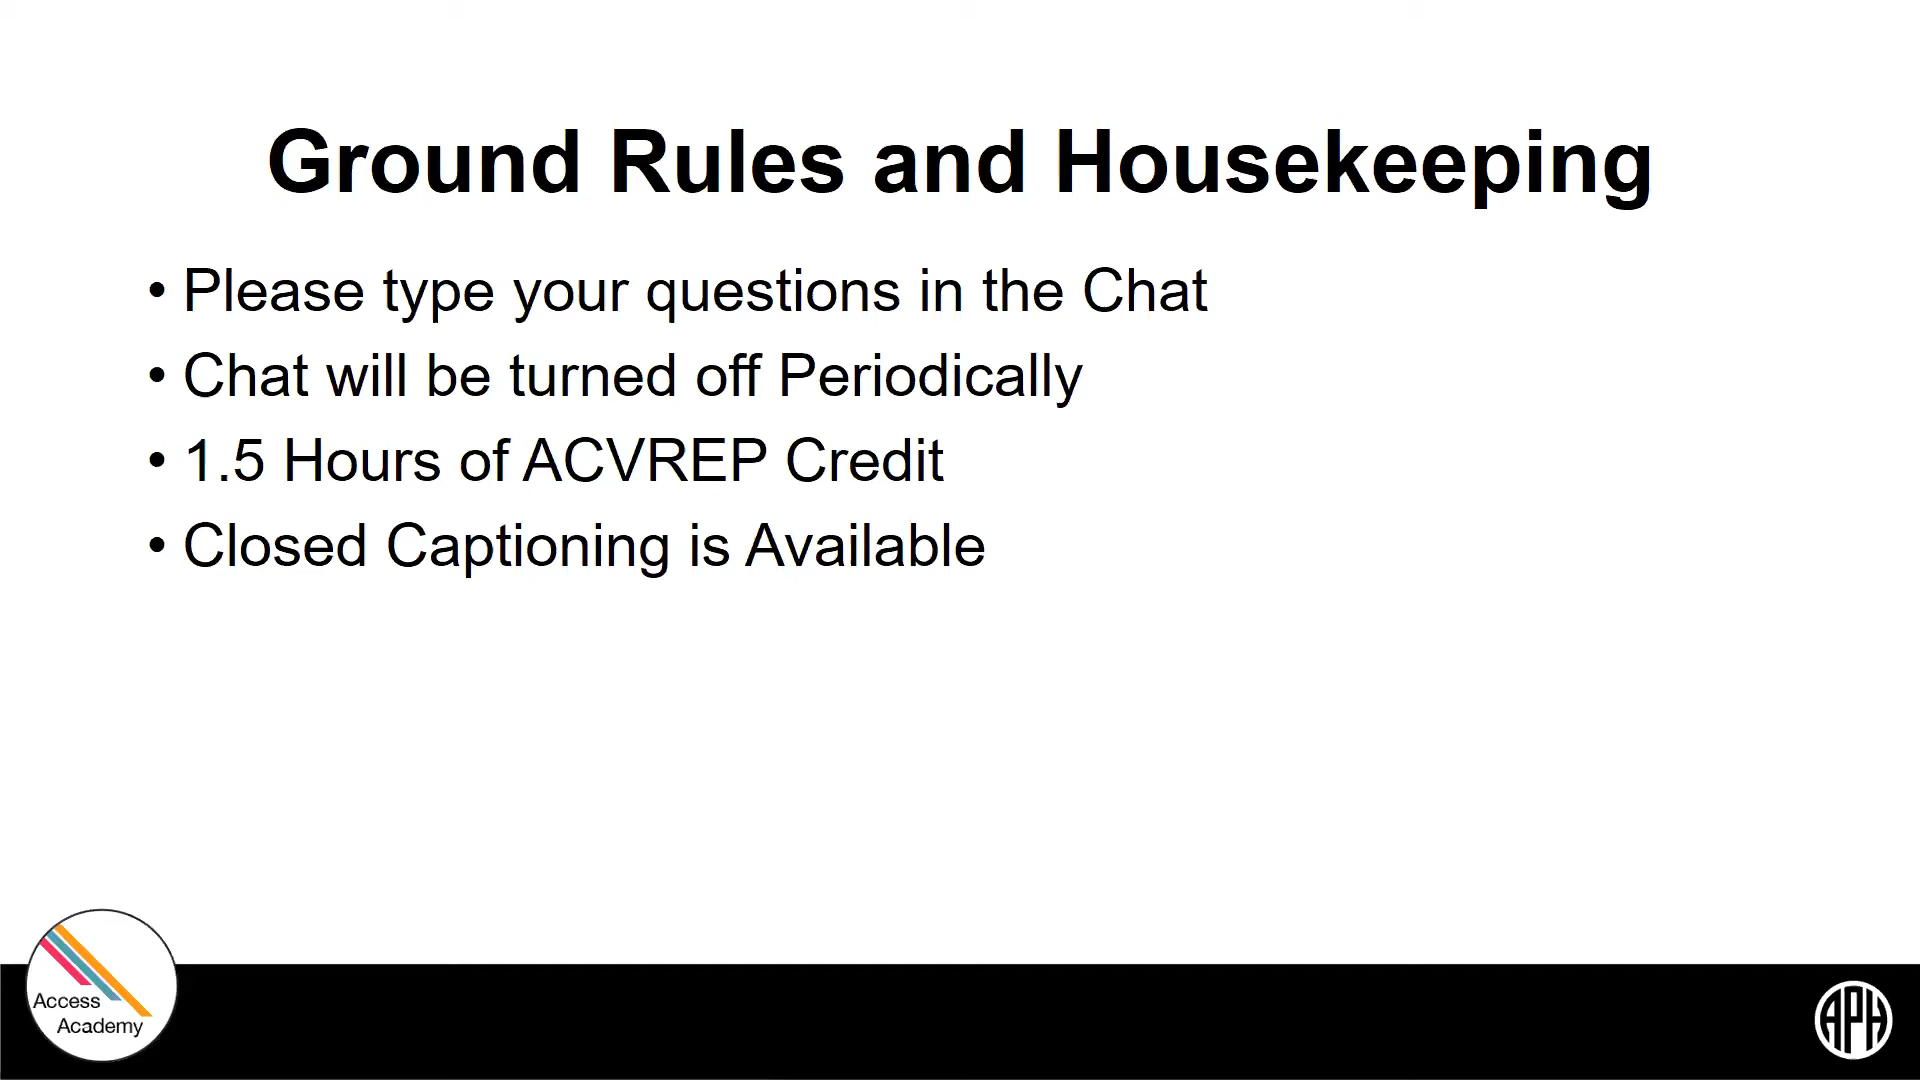 Ground Rules and Housekeeping
• Please type your questions in the Chat
• Chat will be turned off Periodically
• 1.5 Hours of ACVREP Credit
• Closed Captioning is Available
Access
Academy
APH